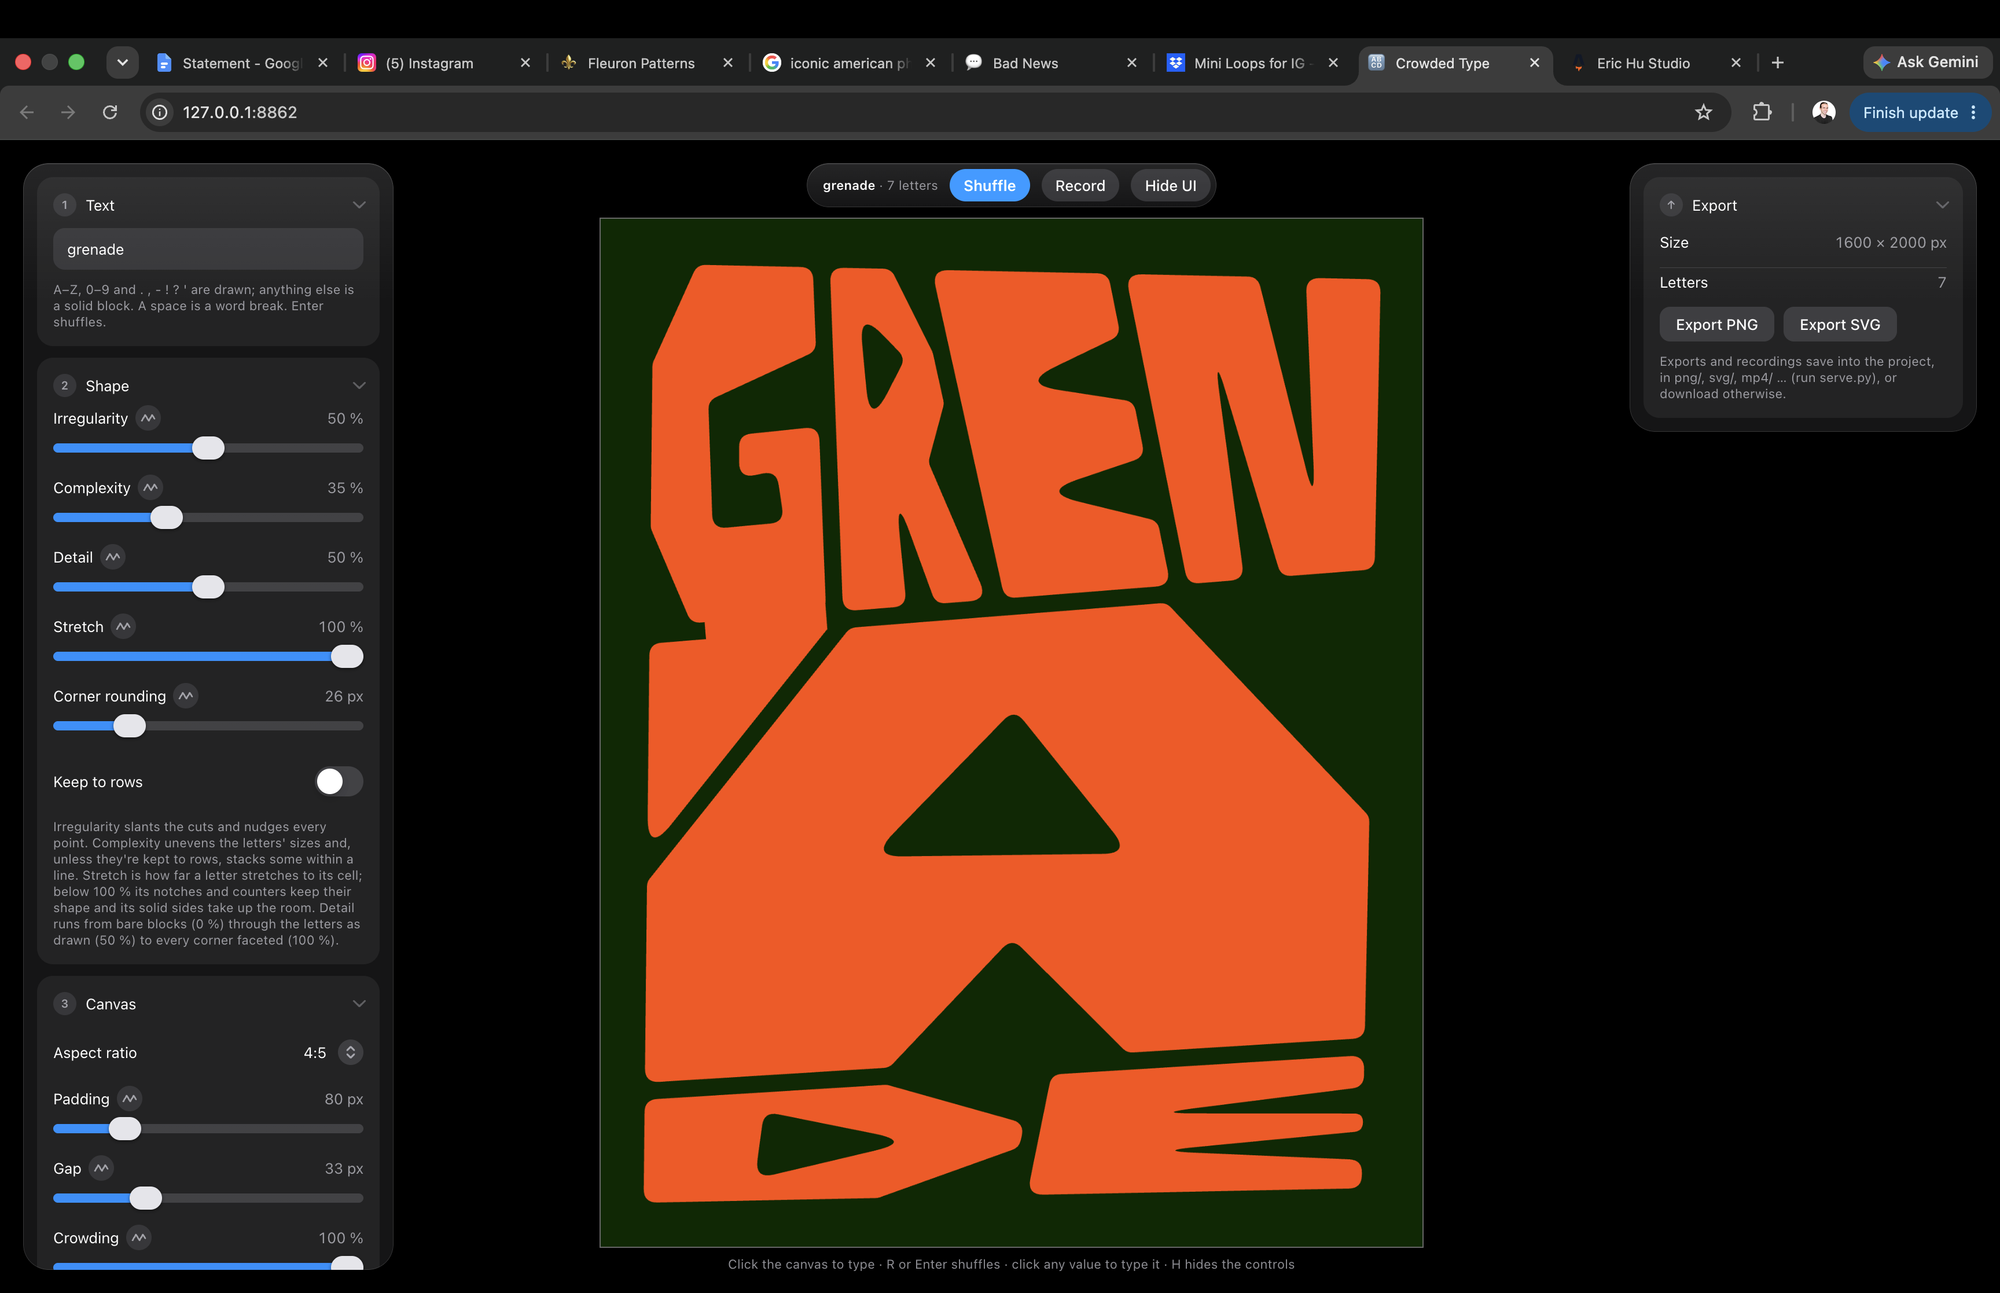 Statement - Goog
(5) Instagram
Fleuron Patterns
iconic american ph
Bad News
Mini Loops for IG -
Crowded Type
Eric Hu Studio
Ask Gemini
127.0.0.1:8862
Finish update
1 Text
grenade
A–Z, 0–9 and . , - ! ? ' are drawn; anything else is
a solid block. A space is a word break. Enter
shuffles.
2 Shape
Irregularity 50 %
Complexity 35 %
Detail 50 %
Stretch 100 %
Corner rounding 26 px
Keep to rows
Irregularity slants the cuts and nudges every
point. Complexity unevens the letters' sizes and,
unless they're kept to rows, stacks some within a
line. Stretch is how far a letter stretches to its cell;
below 100 % its notches and counters keep their
shape and its solid sides take up the room. Detail
runs from bare blocks (0 %) through the letters as
drawn (50 %) to every corner faceted (100 %).
3 Canvas
Aspect ratio 4:5
Padding 80 px
Gap 33 px
Crowding 100 %
grenade · 7 letters Shuffle Record Hide UI
GREN
A
DE
Click the canvas to type · R or Enter shuffles · click any value to type it · H hides the controls
↑ Export
Size 1600 × 2000 px
Letters 7
Export PNG Export SVG
Exports and recordings save into the project,
in png/, svg/, mp4/ … (run serve.py), or
download otherwise.